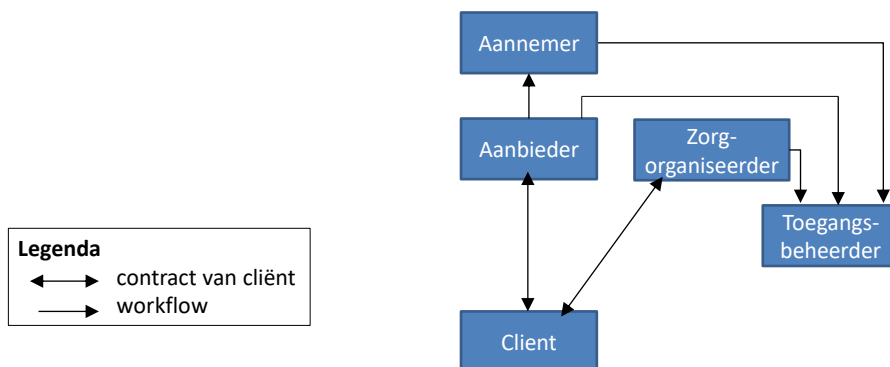 Aannemer
Aanbieder
Zorg-
organiseerder
Toegangs-
beheerder
Legenda
contract van cliënt
workflow
Client